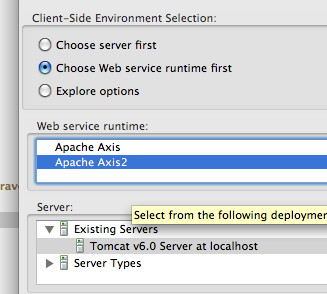 Client-Side Environment Selection:
Choose server first
Choose Web service runtime first
Explore options
Web service runtime:
Apache Axis
Apache Axis2
Server:
Select from the following deploymer
Existing Servers
Tomcat v6.0 Server at localhost
Server Types